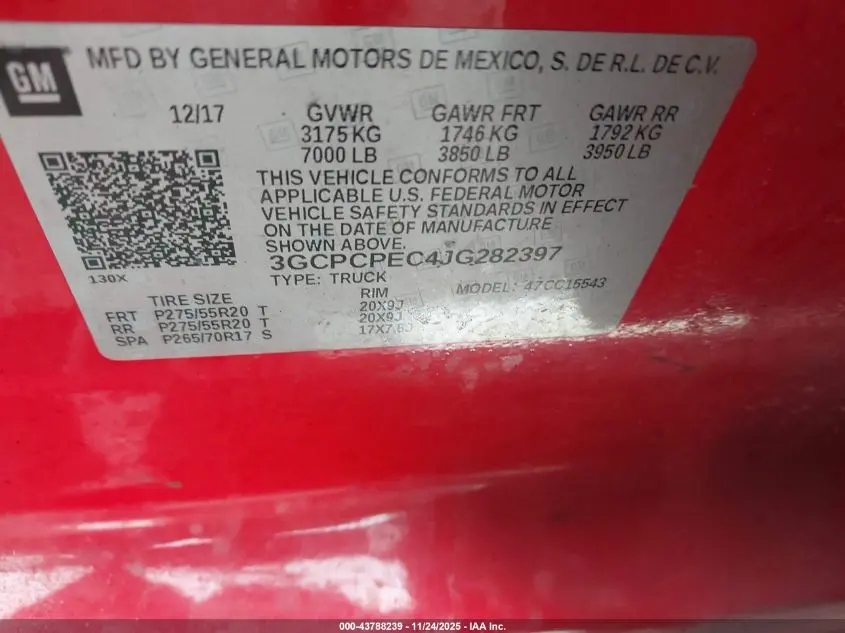 GM
MFD BY GENERAL MOTORS DE MEXICO, S. DE R.L. DE C.V.
12/17 GVWR GAWR FRT GAWR RR
3175 KG 1746 KG 1792 KG
7000 LB 3850 LB 3950 LB
THIS VEHICLE CONFORMS TO ALL
APPLICABLE U.S. FEDERAL MOTOR
VEHICLE SAFETY STANDARDS IN EFFECT
ON THE DATE OF MANUFACTURE
SHOWN ABOVE.
3GCPCPEC4JG282397
130X TYPE: TRUCK MODEL: 47CC15543
TIRE SIZE RIM
FRT P275/55R20 T 20X9J
RR P275/55R20 T 20X9J
SPA P265/70R17 S
000-43788239 - 11/24/2025 - IAA Inc.